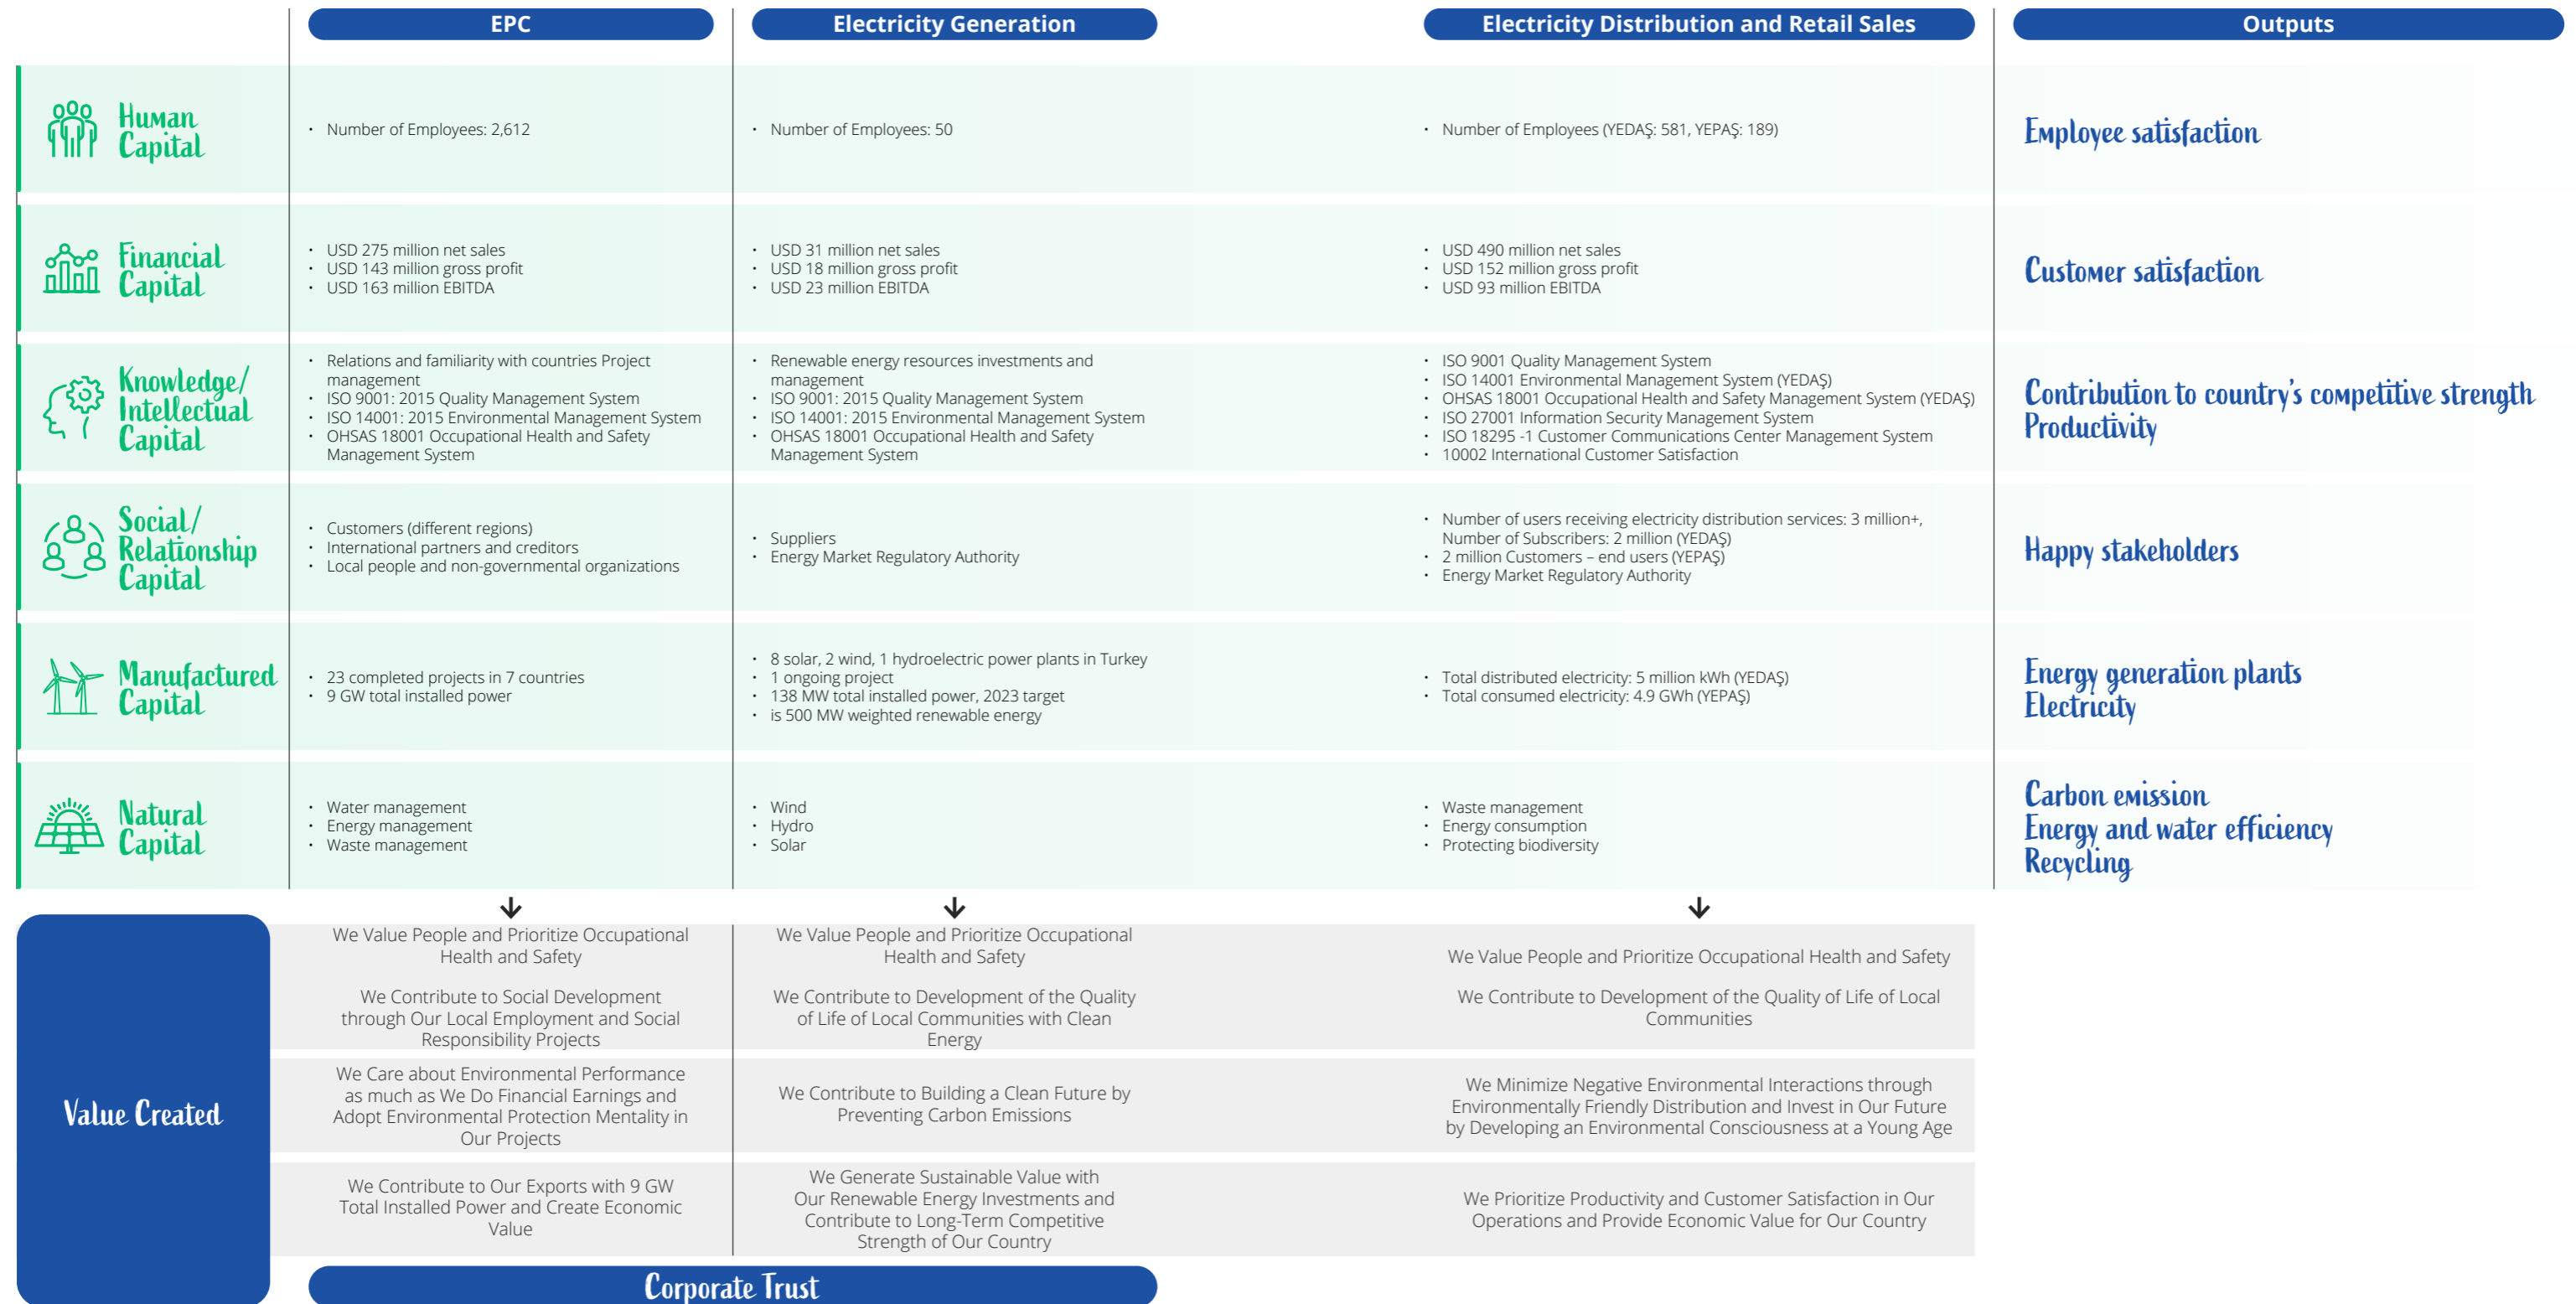 EPC
Electricity Generation
Electricity Distribution and Retail Sales
Outputs
Human
Capital
• Number of Employees: 2,612
• Number of Employees: 50
• Number of Employees (YEDAŞ: 581, YEPAŞ: 189)
Employee satisfaction
Financial
Capital
• USD 275 million net sales
• USD 143 million gross profit
• USD 163 million EBITDA
• USD 31 million net sales
• USD 18 million gross profit
• USD 23 million EBITDA
• USD 490 million net sales
• USD 152 million gross profit
• USD 93 million EBITDA
Customer satisfaction
Knowledge/
Intellectual
Capital
• Relations and familiarity with countries Project
management
• ISO 9001: 2015 Quality Management System
• ISO 14001: 2015 Environmental Management System
• OHSAS 18001 Occupational Health and Safety
Management System
• Renewable energy resources investments and
management
• ISO 9001: 2015 Quality Management System
• ISO 14001: 2015 Environmental Management System
• OHSAS 18001 Occupational Health and Safety
Management System
• ISO 9001 Quality Management System
• ISO 14001 Environmental Management System (YEDAŞ)
• OHSAS 18001 Occupational Health and Safety Management System (YEDAŞ)
• ISO 27001 Information Security Management System
• ISO 18295 -1 Customer Communications Center Management System
• 10002 International Customer Satisfaction
Contribution to country's competitive strength
Productivity
Social/
Relationship
Capital
• Customers (different regions)
• International partners and creditors
• Local people and non-governmental organizations
• Suppliers
• Energy Market Regulatory Authority
• Number of users receiving electricity distribution services: 3 million+,
Number of Subscribers: 2 million (YEDAŞ)
• 2 million Customers – end users (YEPAŞ)
• Energy Market Regulatory Authority
Happy stakeholders
Manufactured
Capital
• 23 completed projects in 7 countries
• 9 GW total installed power
• 8 solar, 2 wind, 1 hydroelectric power plants in Turkey
• 1 ongoing project
• 138 MW total installed power, 2023 target
• is 500 MW weighted renewable energy
• Total distributed electricity: 5 million kWh (YEDAŞ)
• Total consumed electricity: 4.9 GWh (YEPAŞ)
Energy generation plants
Electricity
Natural
Capital
• Water management
• Energy management
• Waste management
• Wind
• Hydro
• Solar
• Waste management
• Energy consumption
• Protecting biodiversity
Carbon emission
Energy and water efficiency
Recycling
Value Created
We Value People and Prioritize Occupational
Health and Safety
We Contribute to Social Development
through Our Local Employment and Social
Responsibility Projects
We Value People and Prioritize Occupational
Health and Safety
We Contribute to Development of the Quality
of Life of Local Communities with Clean
Energy
We Value People and Prioritize Occupational Health and Safety
We Contribute to Development of the Quality of Life of Local
Communities
We Care about Environmental Performance
as much as We Do Financial Earnings and
Adopt Environmental Protection Mentality in
Our Projects
We Contribute to Building a Clean Future by
Preventing Carbon Emissions
We Minimize Negative Environmental Interactions through
Environmentally Friendly Distribution and Invest in Our Future
by Developing an Environmental Consciousness at a Young Age
We Contribute to Our Exports with 9 GW
Total Installed Power and Create Economic
Value
We Generate Sustainable Value with
Our Renewable Energy Investments and
Contribute to Long-Term Competitive
Strength of Our Country
We Prioritize Productivity and Customer Satisfaction in Our
Operations and Provide Economic Value for Our Country
Corporate Trust